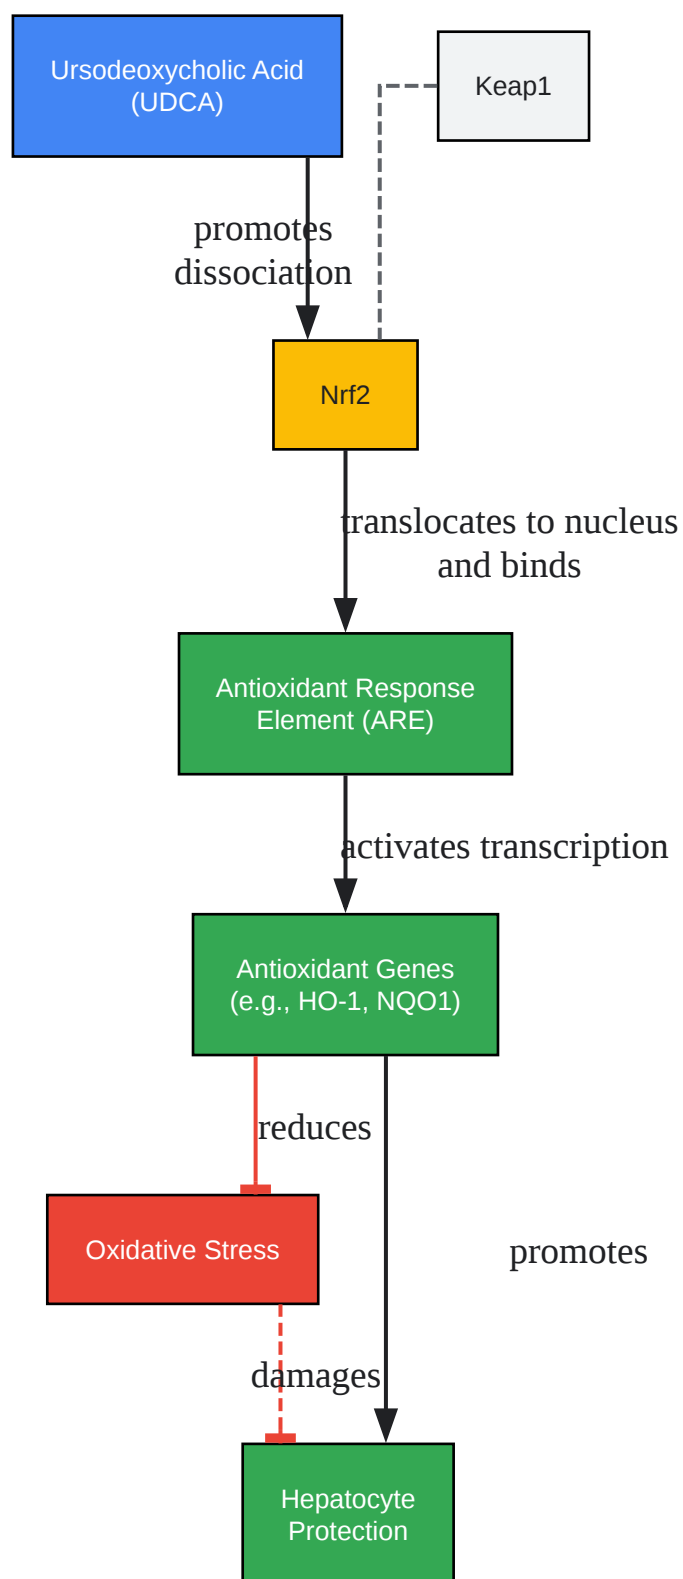 Ursodeoxycholic Acid
(UDCA)
Keap1
promotes
dissociation
Nrf2
translocates to nucleus
and binds
Antioxidant Response
Element (ARE)
activates transcription
Antioxidant Genes
(e.g., HO-1, NQO1)
reduces
Oxidative Stress
promotes
damages
Hepatocyte
Protection